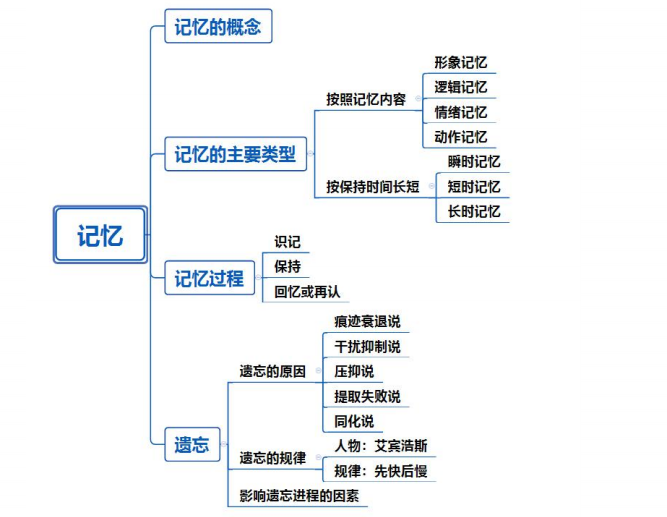 记忆
记忆的概念
记忆的主要类型
按照记忆内容
形象记忆
逻辑记忆
情绪记忆
动作记忆
按保持时间长短
瞬时记忆
短时记忆
长时记忆
记忆过程
识记
保持
回忆或再认
遗忘
遗忘的原因
痕迹衰退说
干扰抑制说
压抑说
提取失败说
同化说
遗忘的规律
人物：艾宾浩斯
规律：先快后慢
影响遗忘进程的因素